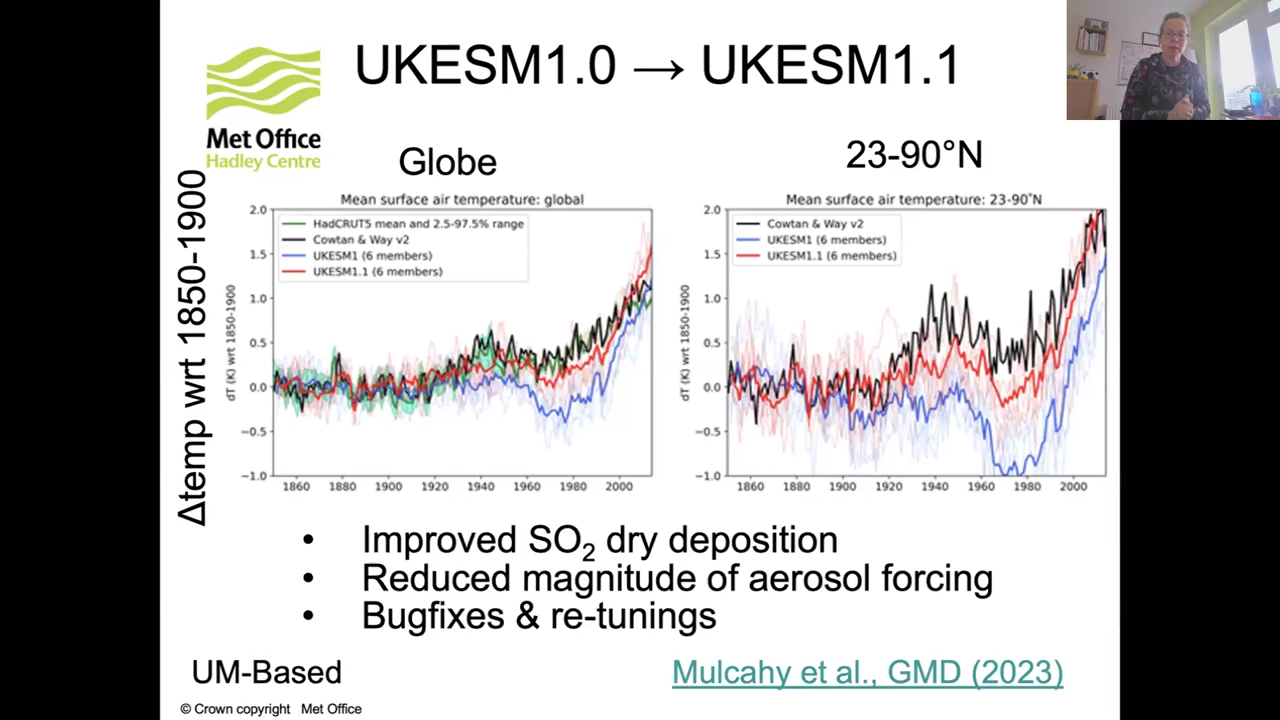 UKESM1.0 → UKESM1.1
Met Office
Hadley Centre
Globe
23-90°N
Δtemp wrt 1850-1900
Mean surface air temperature: global
HadCRUT5 mean and 2.5-97.5% range
Cowtan & Way v2
UKESM1 (6 members)
UKESM1.1 (6 members)
dT (K) wrt 1850-1900
2.0
1.5
1.0
0.5
0.0
−0.5
−1.0
1860 1880 1900 1920 1940 1960 1980 2000
Mean surface air temperature: 23-90°N
Cowtan & Way v2
UKESM1 (6 members)
UKESM1.1 (6 members)
dT (K) wrt 1850-1900
2.0
1.5
1.0
0.5
0.0
−0.5
−1.0
1860 1880 1900 1920 1940 1960 1980 2000
• Improved SO₂ dry deposition
• Reduced magnitude of aerosol forcing
• Bugfixes & re-tunings
UM-Based
Mulcahy et al., GMD (2023)
© Crown copyright Met Office